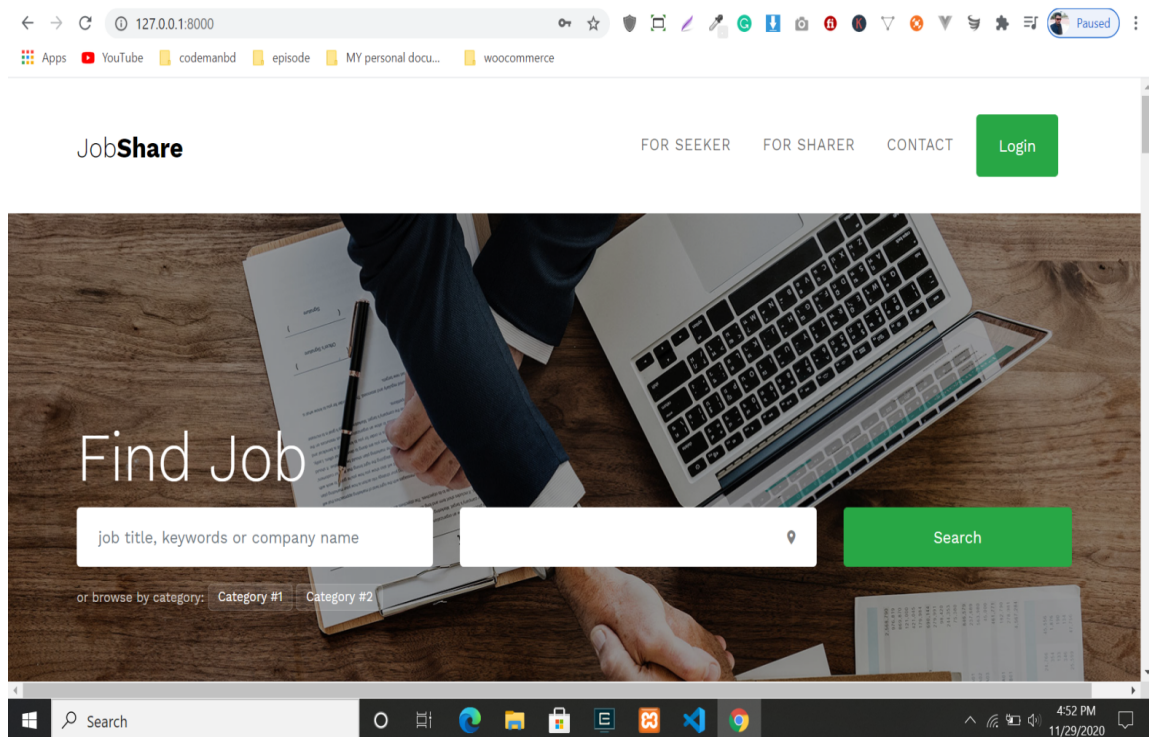 127.0.0.1:8000
Paused
Apps YouTube codemanbd episode MY personal docu... woocommerce
JobShare
FOR SEEKER FOR SHARER CONTACT Login
Find Job
job title, keywords or company name
Search
or browse by category: Category #1 Category #2
Search
4:52 PM
11/29/2020